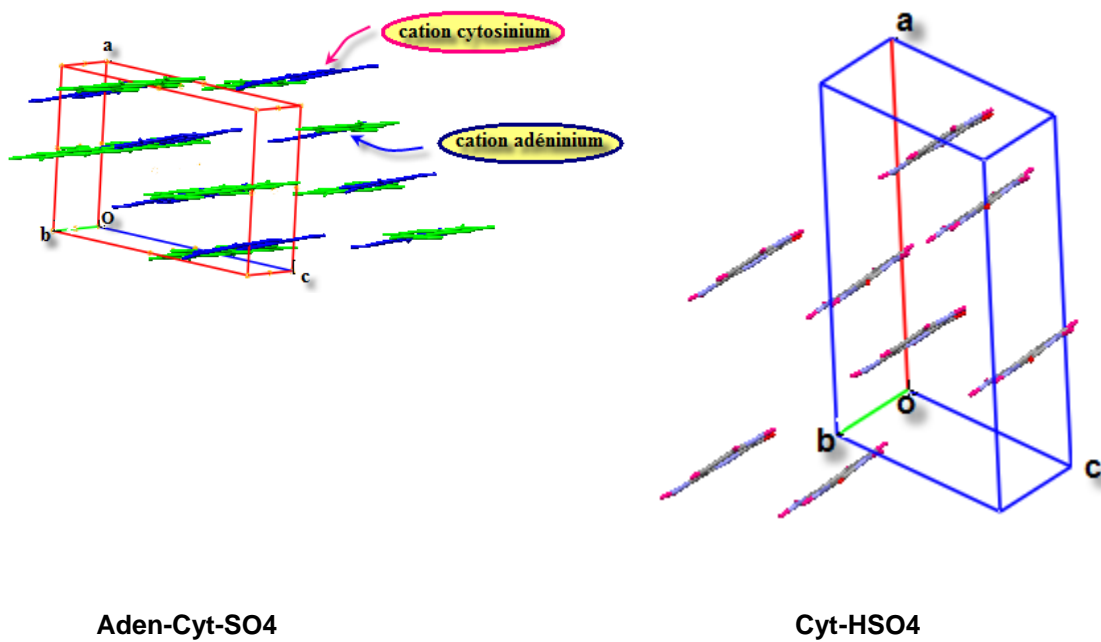 cation cytosinium
a
cation adéninium
b
O
c
a
b
o
c
Aden-Cyt-SO4
Cyt-HSO4